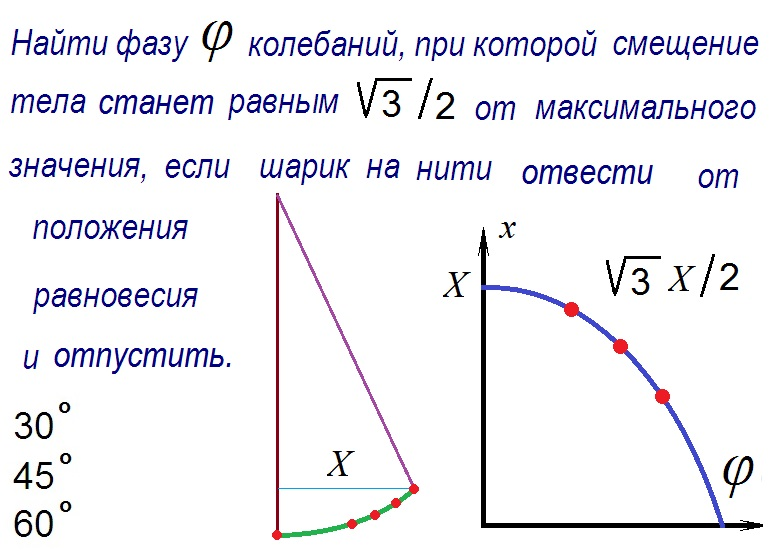 Найти фазу φ колебаний, при которой смещение
тела станет равным √3/2 от максимального
значения, если шарик на нити отвести от
положения
равновесия
и отпустить.
30°
45°
60°
X
x
X
√3 X/2
φ